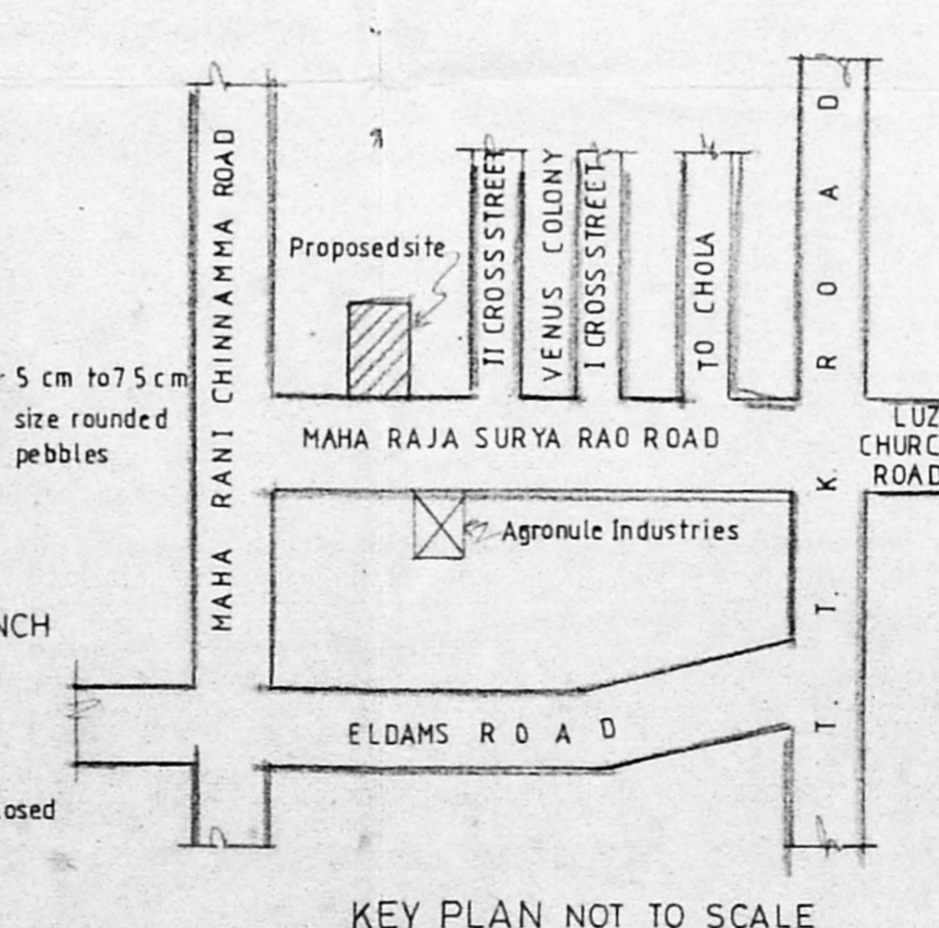 MAHA RANI CHINNAMMA ROAD
Proposed site
II CROSS STREET
VENUS COLONY
I CROSS STREET
TO CHOLA
T. T. K. ROAD
5 cm to 7 5 cm
size rounded
pebbles
MAHA RAJA SURYA RAO ROAD
LUZ
CHURC
ROAD
Agronule Industries
NCH
ELDAMS ROAD
osed
KEY PLAN NOT TO SCALE